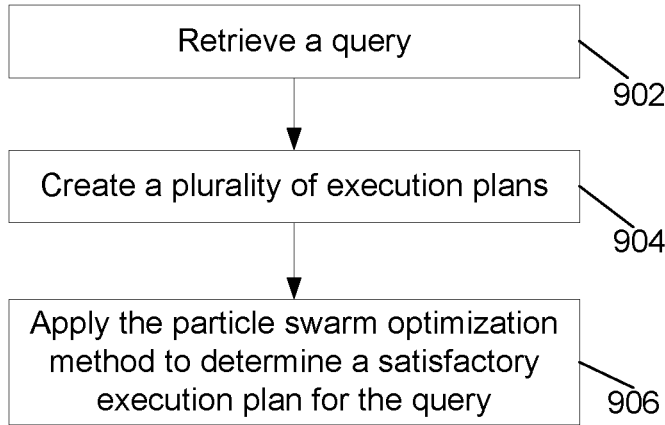 Retrieve a query
902
Create a plurality of execution plans
904
Apply the particle swarm optimization
method to determine a satisfactory
execution plan for the query
906